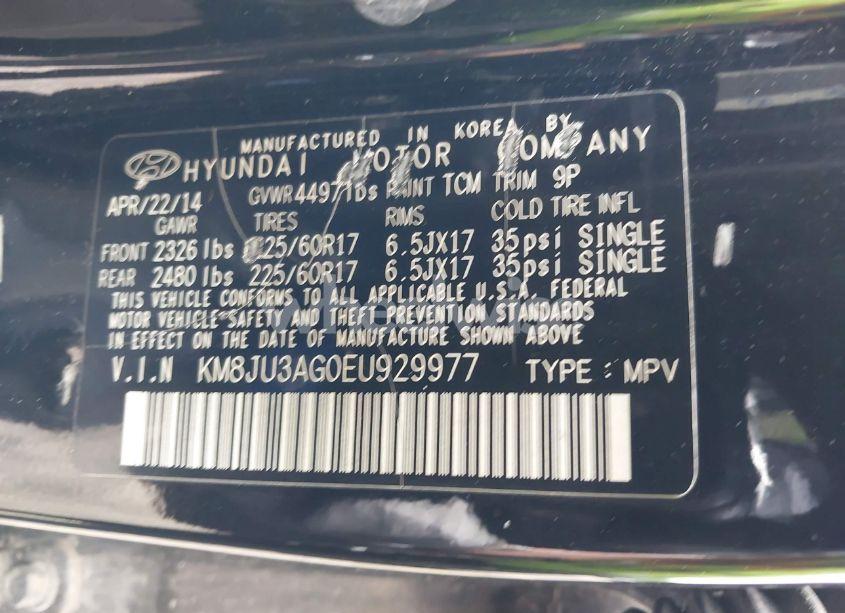 MANUFACTURED IN KOREA BY
HYUNDAI MOTOR COMPANY
APR/22/14 GVWR 4497lbs PAINT TCM TRIM 9P
GAWR TIRES RIMS COLD TIRE INFL
FRONT 2326 lbs 225/60R17 6.5JX17 35psi SINGLE
REAR 2480 lbs 225/60R17 6.5JX17 35psi SINGLE
THIS VEHICLE CONFORMS TO ALL APPLICABLE U.S.A. FEDERAL
MOTOR VEHICLE SAFETY AND THEFT PREVENTION STANDARDS
IN EFFECT ON THE DATE OF MANUFACTURE SHOWN ABOVE
V.I.N KM8JU3AG0EU929977 TYPE : MPV